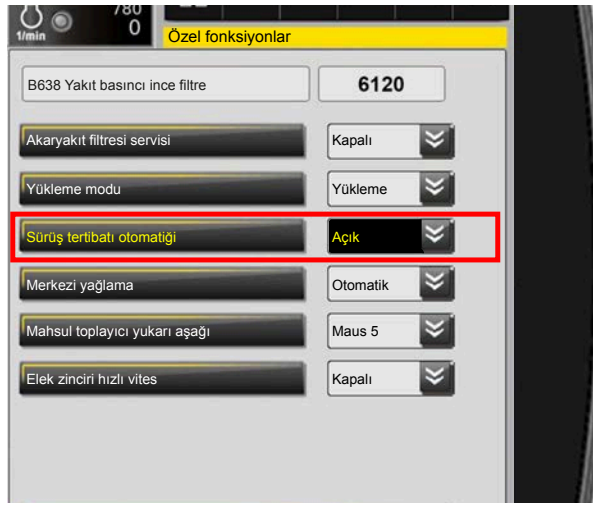 780
1/min
0
Özel fonksiyonlar
B638 Yakıt basıncı ince filtre 6120
Akaryakıt filtresi servisi Kapalı
Yükleme modu Yükleme
Sürüş tertibatı otomatiği Açık
Merkezi yağlama Otomatik
Mahsul toplayıcı yukarı aşağı Maus 5
Elek zinciri hızlı vites Kapalı